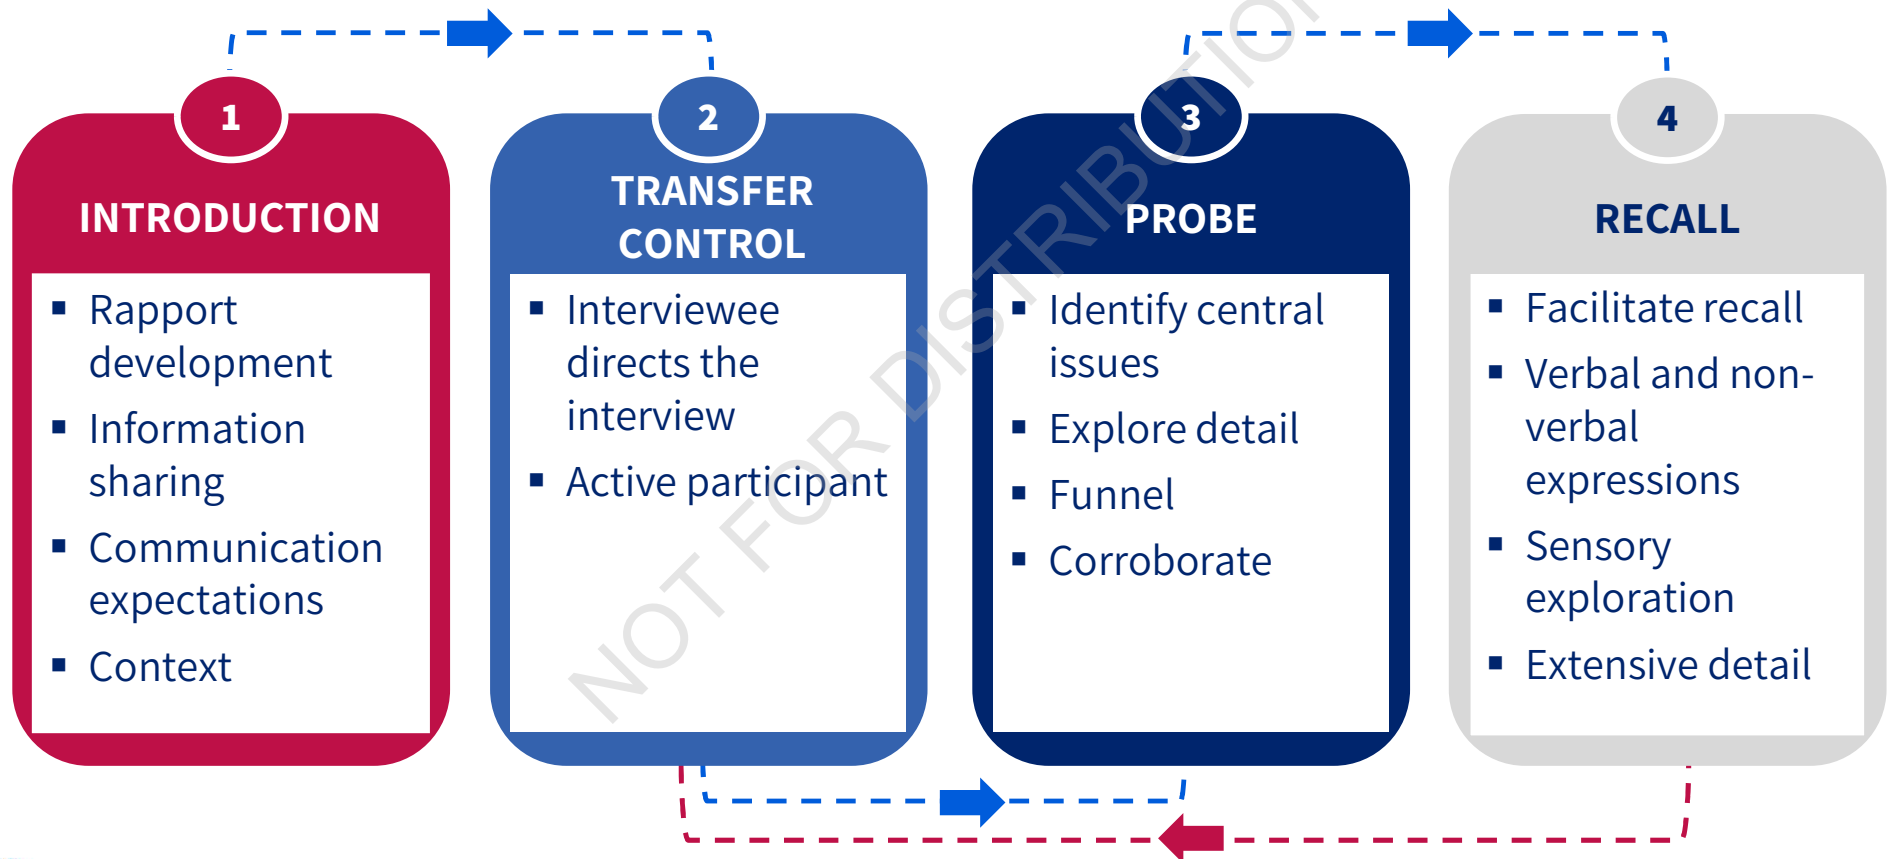 1
INTRODUCTION
▪ Rapport
development
▪ Information
sharing
▪ Communication
expectations
▪ Context
2
TRANSFER
CONTROL
▪ Interviewee
directs the
interview
▪ Active participant
3
PROBE
▪ Identify central
issues
▪ Explore detail
▪ Funnel
▪ Corroborate
4
RECALL
▪ Facilitate recall
▪ Verbal and non-
verbal
expressions
▪ Sensory
exploration
▪ Extensive detail
NOT FOR DISTRIBUTION